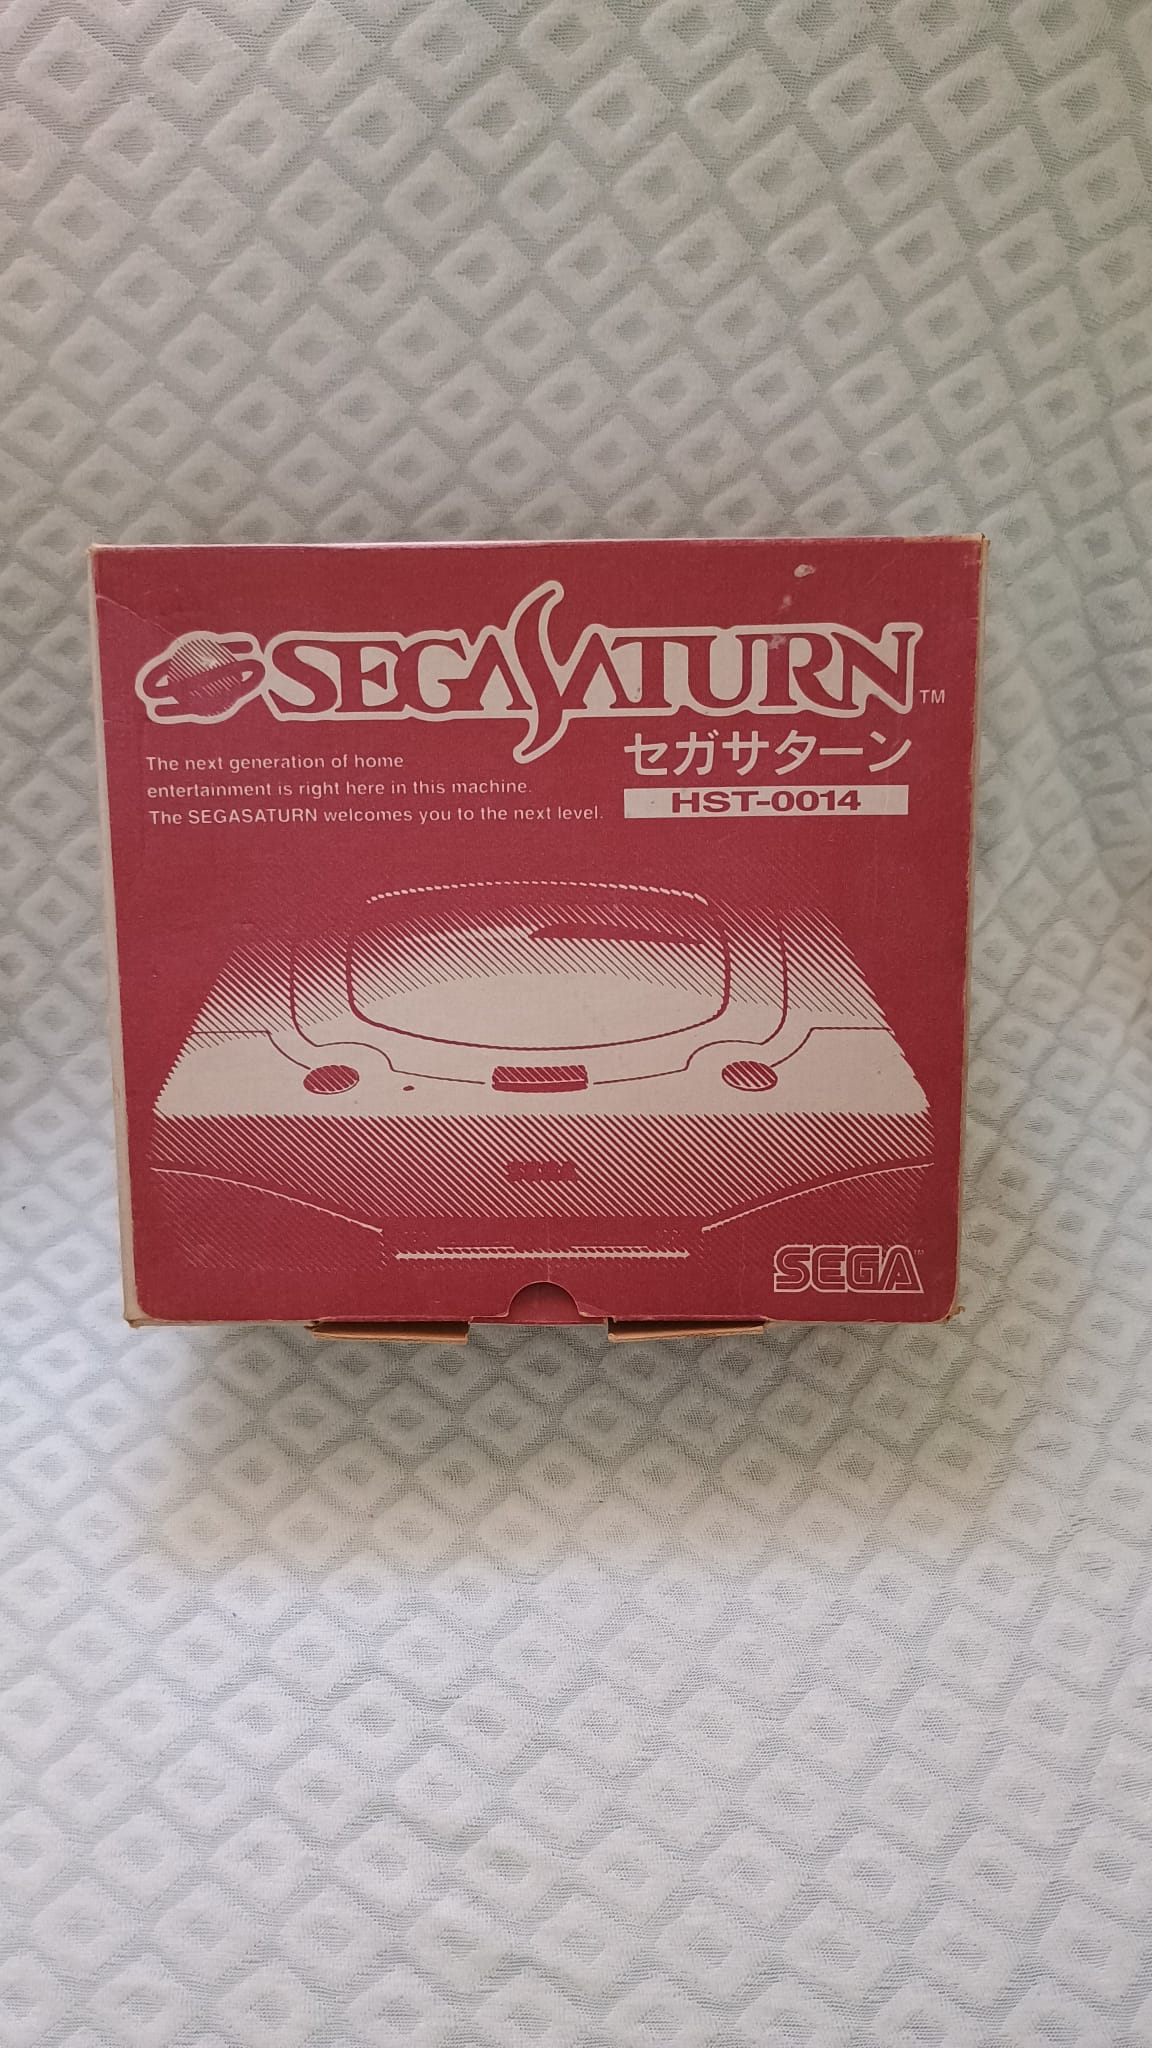 SEGASATURN™
セガサターン
HST-0014
The next generation of home
entertainment is right here in this machine.
The SEGASATURN welcomes you to the next level.
SEGA
SEGA™